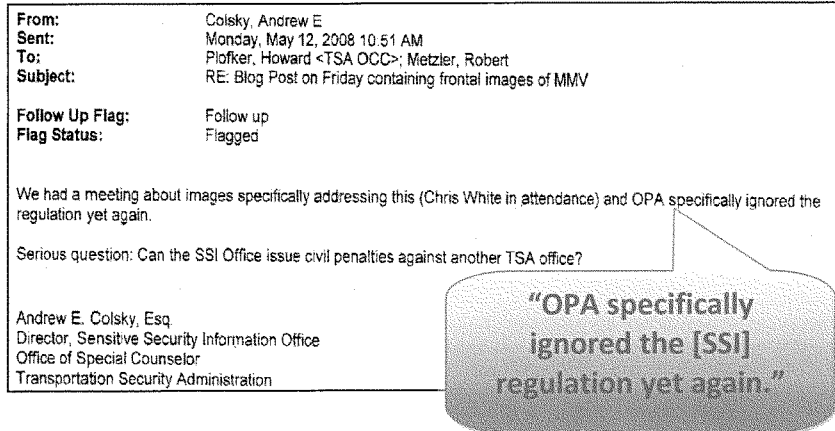 From: Colsky, Andrew E
Sent: Monday, May 12, 2008 10:51 AM
To: Plofker, Howard <TSA OCC>; Metzler, Robert
Subject: RE: Blog Post on Friday containing frontal images of MMV
Follow Up Flag: Follow up
Flag Status: Flagged
We had a meeting about images specifically addressing this (Chris White in attendance) and OPA specifically ignored the
regulation yet again.
Serious question: Can the SSI Office issue civil penalties against another TSA office?
Andrew E. Colsky, Esq.
Director, Sensitive Security Information Office
Office of Special Counselor
Transportation Security Administration
"OPA specifically
ignored the [SSI]
regulation yet again."